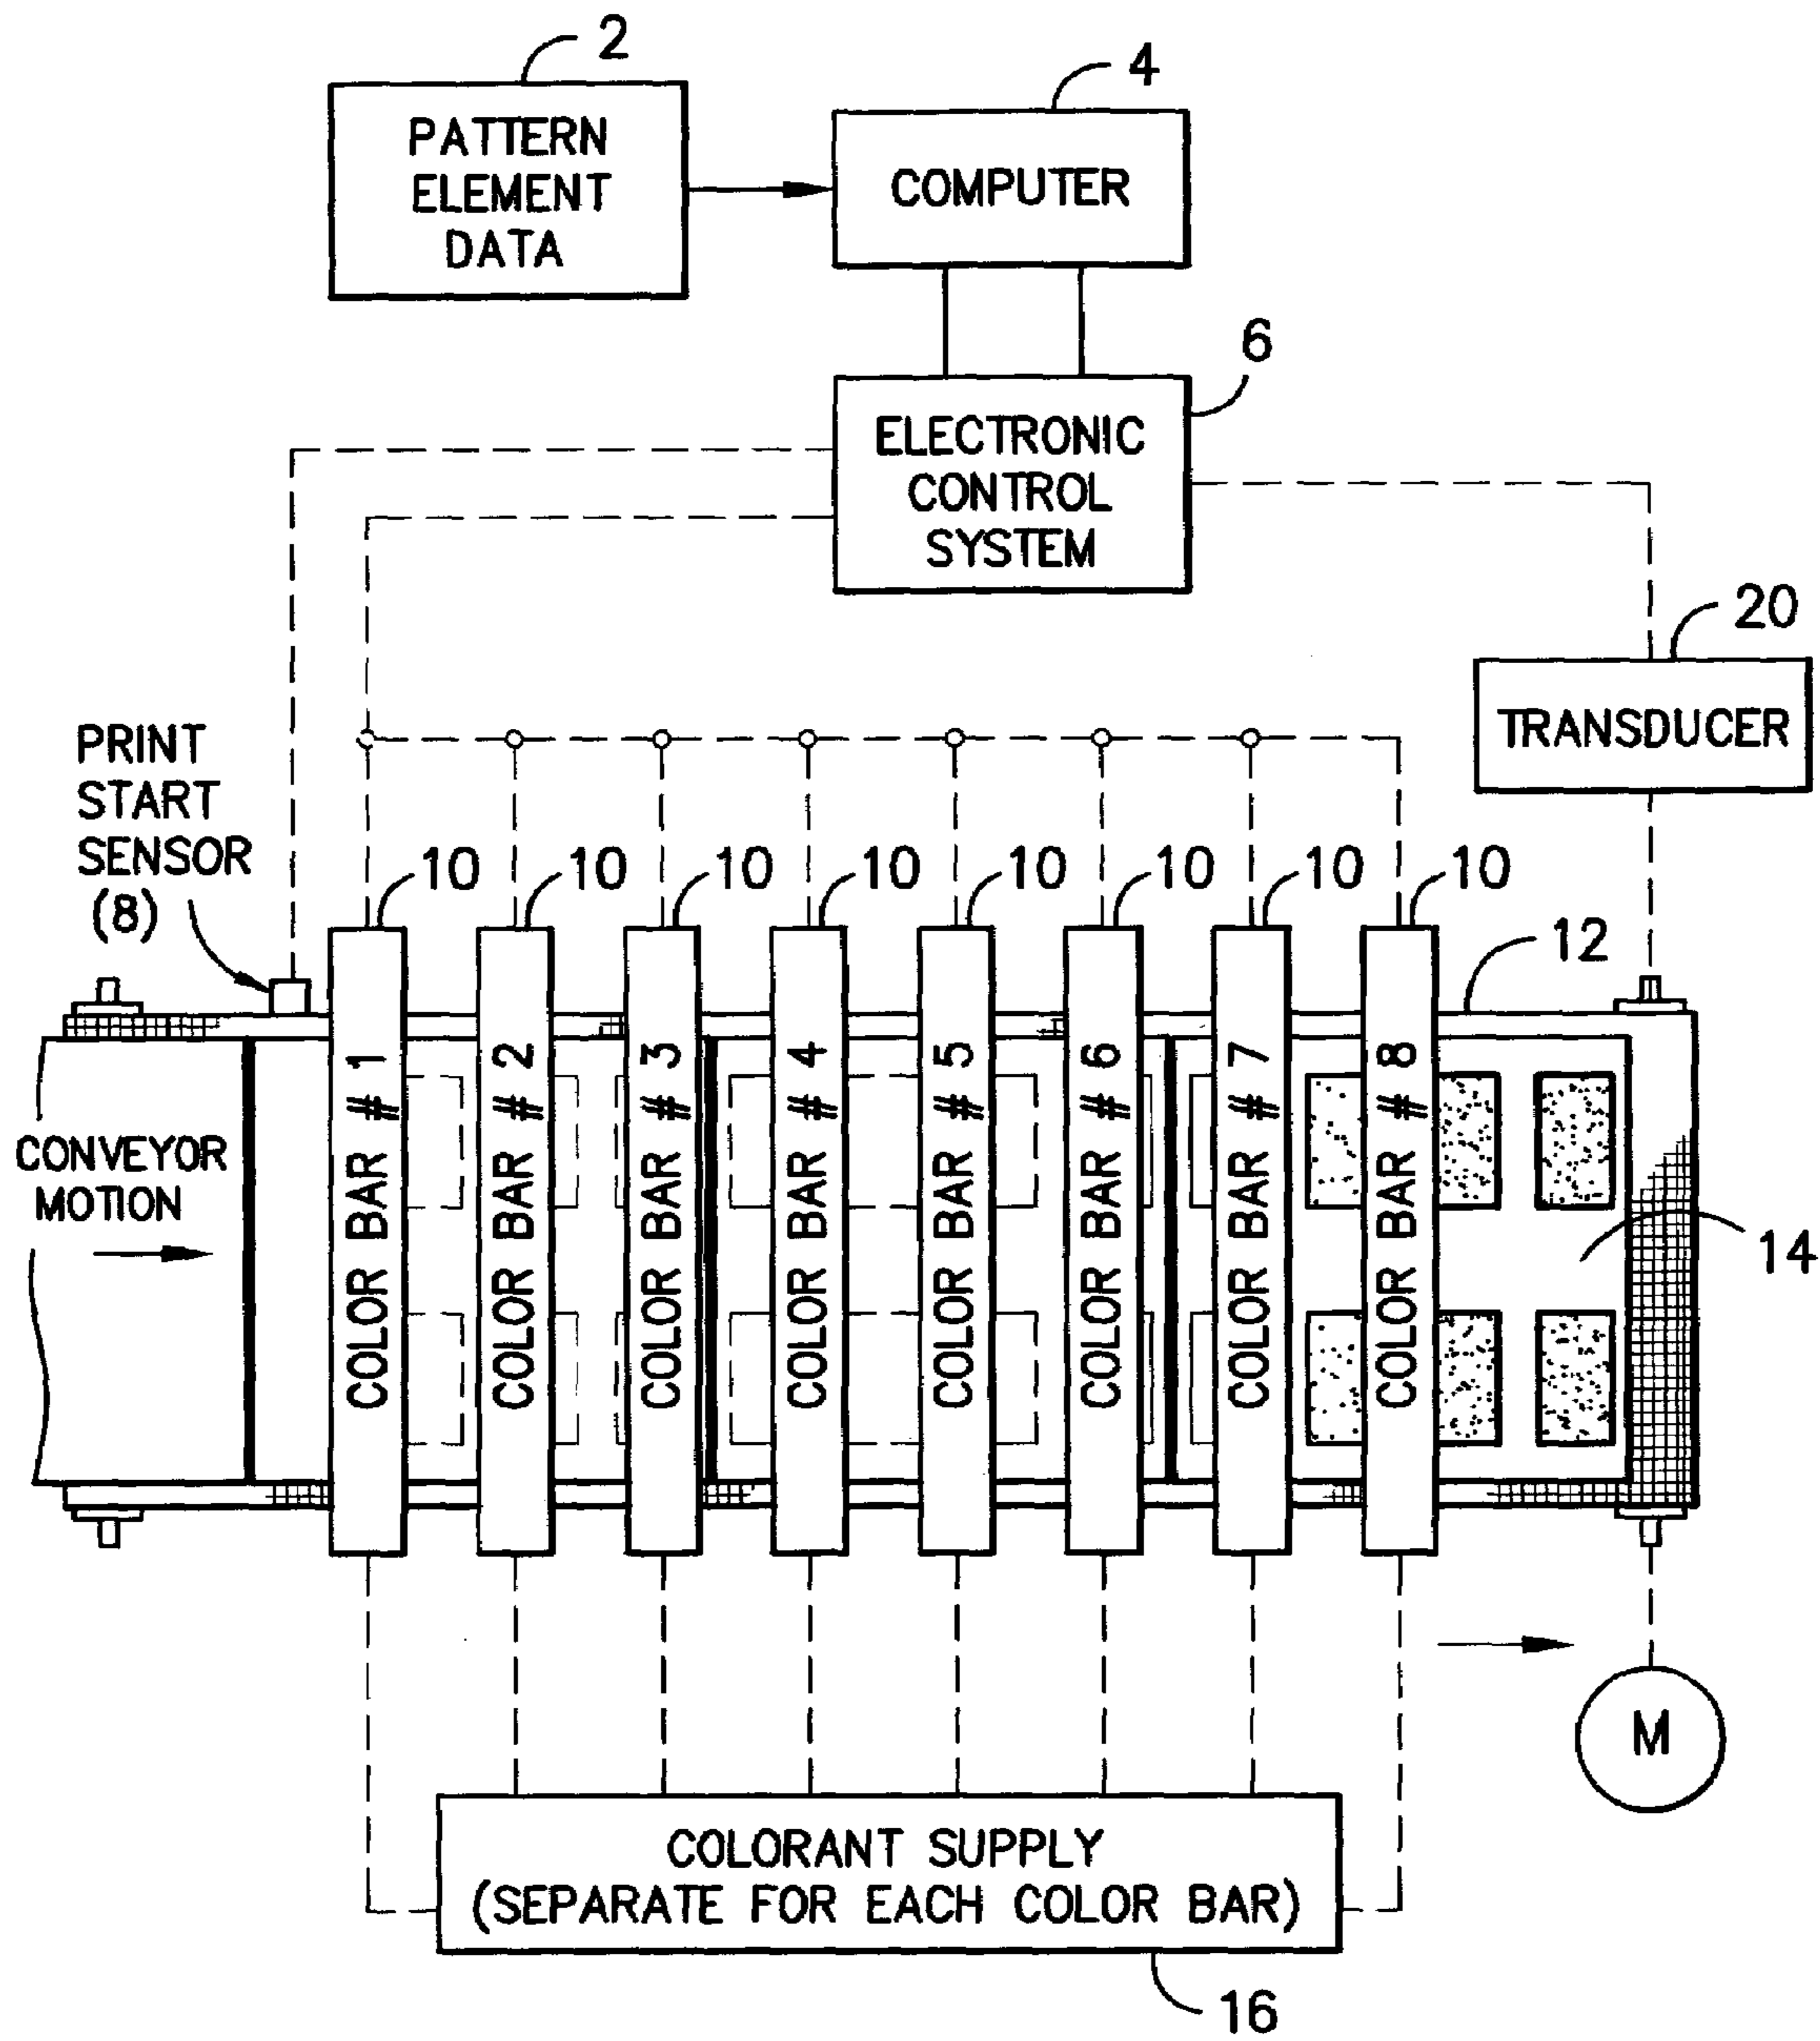 2
PATTERN
ELEMENT
DATA
4
COMPUTER
6
ELECTRONIC
CONTROL
SYSTEM
20
TRANSDUCER
PRINT
START
SENSOR
(8)
10
10
10
10
10
10
10
10
12
CONVEYOR
MOTION
COLOR BAR # 1
COLOR BAR # 2
COLOR BAR # 3
COLOR BAR # 4
COLOR BAR # 5
COLOR BAR # 6
COLOR BAR # 7
COLOR BAR # 8
14
M
COLORANT SUPPLY
(SEPARATE FOR EACH COLOR BAR)
16